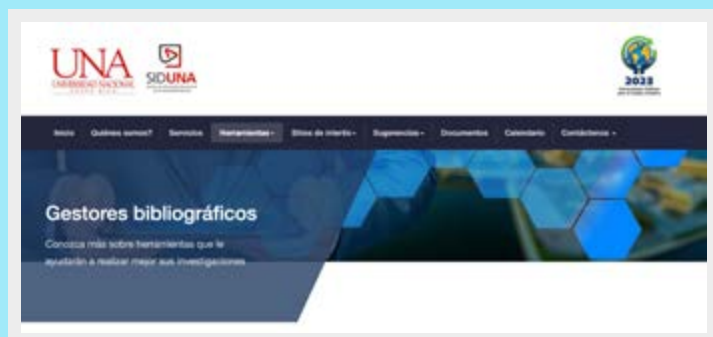 UNA
UNIVERSIDAD NACIONAL
COSTA RICA
SIDUNA
2023
Inicio Quiénes somos? Servicios Herramientas Sitios de interés Sugerencias Documentos Calendario Contáctenos
Gestores bibliográficos
Conozca más sobre herramientas que le
ayudarán a realizar mejor sus investigaciones